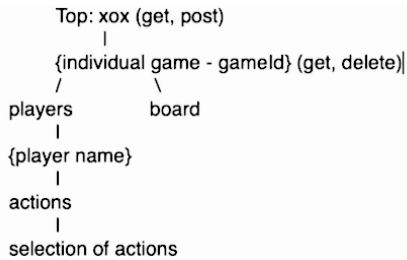 Top: xox (get, post)
{individual game - gameId} (get, delete)
players board
{player name}
actions
selection of actions